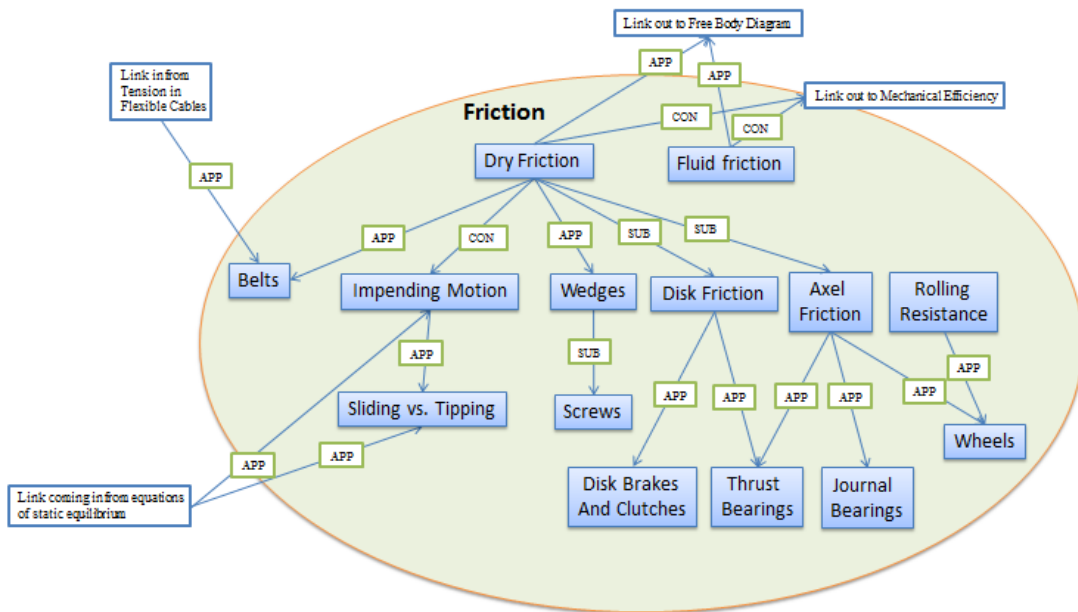 Link out to Free Body Diagram
APP
APP
Link in from
Tension in
Flexible Cables
Link out to Mechanical Efficiency
Friction
CON
CON
Dry Friction
Fluid friction
APP
APP
CON
APP
SUB
SUB
Belts
Impending Motion
Wedges
Disk Friction
Axel
Friction
Rolling
Resistance
APP
SUB
APP
APP
APP
APP
APP
APP
Sliding vs. Tipping
Screws
Wheels
APP
APP
Link coming in from equations
of static equilibrium
Disk Brakes
And Clutches
Thrust
Bearings
Journal
Bearings